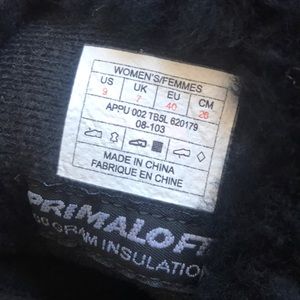 WOMEN'S/FEMMES
US UK EU CM
9 7 40 26
APPU 002 TB5L 620179
08-103
MADE IN CHINA
FABRIQUE EN CHINE
PRIMALOFT
GRAM INSULATION